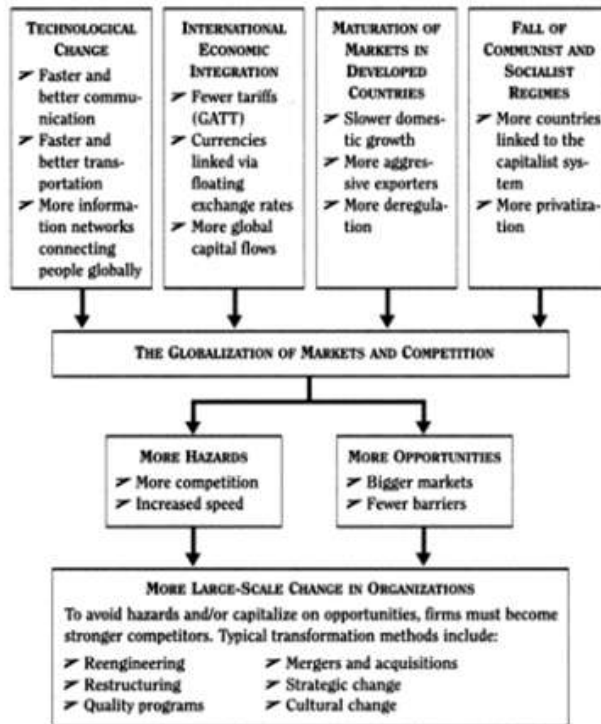 TECHNOLOGICAL
CHANGE
Faster and
better commu-
nication
Faster and
better trans-
portation
More informa-
tion networks
connecting
people globally
INTERNATIONAL
ECONOMIC
INTEGRATION
Fewer tariffs
(GATT)
Currencies
linked via
floating
exchange rates
More global
capital flows
MATURATION OF
MARKETS IN
DEVELOPED
COUNTRIES
Slower domes-
tic growth
More aggres-
sive exporters
More deregula-
tion
FALL OF
COMMUNIST AND
SOCIALIST
REGIMES
More countries
linked to the
capitalist sys-
tem
More privatiza-
tion
THE GLOBALIZATION OF MARKETS AND COMPETITION
MORE HAZARDS
More competition
Increased speed
MORE OPPORTUNITIES
Bigger markets
Fewer barriers
MORE LARGE-SCALE CHANGE IN ORGANIZATIONS
To avoid hazards and/or capitalize on opportunities, firms must become
stronger competitors. Typical transformation methods include:
Reengineering
Restructuring
Quality programs
Mergers and acquisitions
Strategic change
Cultural change